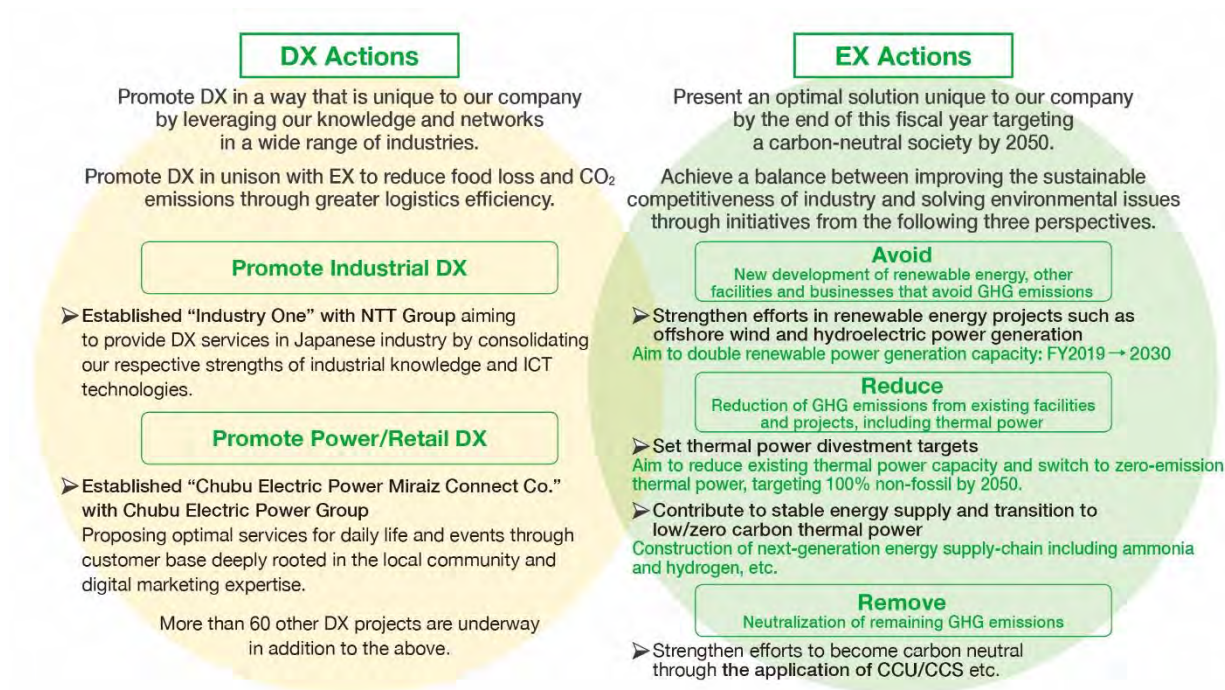 DX Actions
Promote DX in a way that is unique to our company
by leveraging our knowledge and networks
in a wide range of industries.
Promote DX in unison with EX to reduce food loss and CO₂
emissions through greater logistics efficiency.
Promote Industrial DX
➢Established “Industry One” with NTT Group aiming
to provide DX services in Japanese industry by consolidating
our respective strengths of industrial knowledge and ICT
technologies.
Promote Power/Retail DX
➢Established “Chubu Electric Power Miraiz Connect Co.”
with Chubu Electric Power Group
Proposing optimal services for daily life and events through
customer base deeply rooted in the local community and
digital marketing expertise.
More than 60 other DX projects are underway
in addition to the above.
EX Actions
Present an optimal solution unique to our company
by the end of this fiscal year targeting
a carbon-neutral society by 2050.
Achieve a balance between improving the sustainable
competitiveness of industry and solving environmental issues
through initiatives from the following three perspectives.
Avoid
New development of renewable energy, other
facilities and businesses that avoid GHG emissions
➢Strengthen efforts in renewable energy projects such as
offshore wind and hydroelectric power generation
Aim to double renewable power generation capacity: FY2019 → 2030
Reduce
Reduction of GHG emissions from existing facilities
and projects, including thermal power
➢Set thermal power divestment targets
Aim to reduce existing thermal power capacity and switch to zero-emission
thermal power, targeting 100% non-fossil by 2050.
➢Contribute to stable energy supply and transition to
low/zero carbon thermal power
Construction of next-generation energy supply-chain including ammonia
and hydrogen, etc.
Remove
Neutralization of remaining GHG emissions
➢Strengthen efforts to become carbon neutral
through the application of CCU/CCS etc.